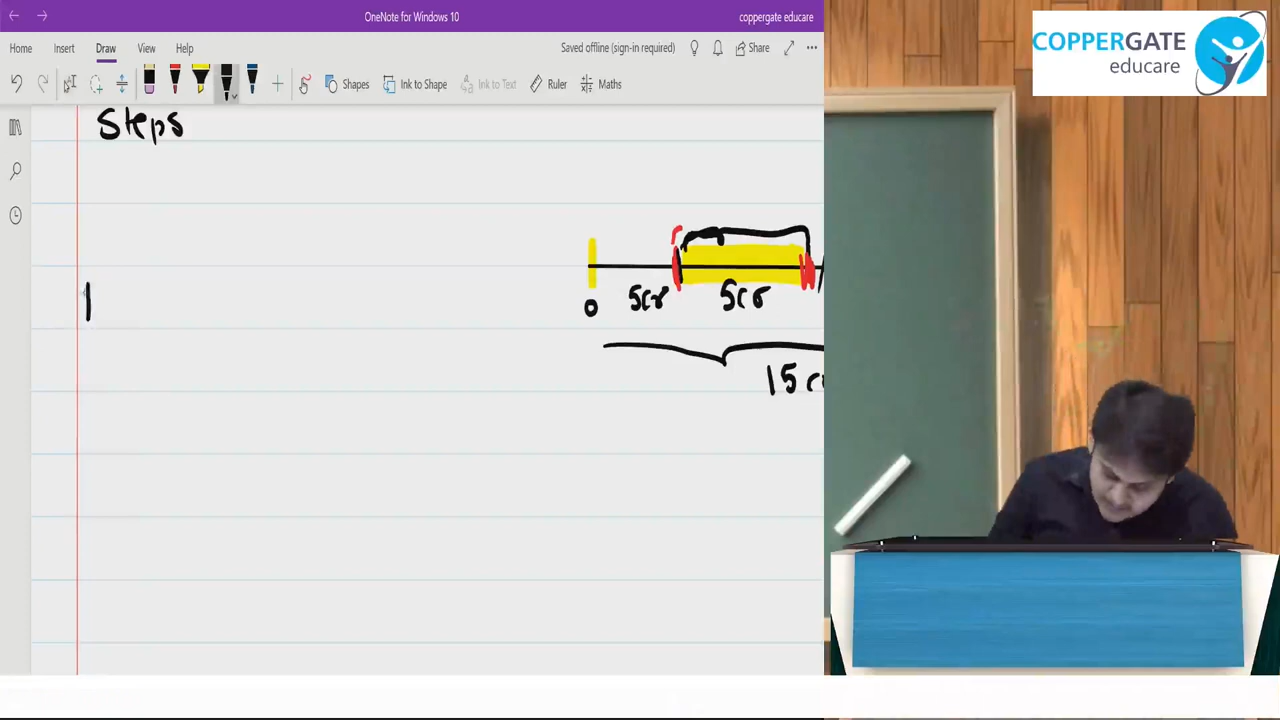 OneNote for Windows 10
coppergate educare
Home Insert Draw View Help
Saved offline (sign-in required)
Share
Shapes
Ink to Shape
Ink to Text
Ruler
Maths
COPPERGATE
educare
Steps
1
0 5cr 5cr
15c